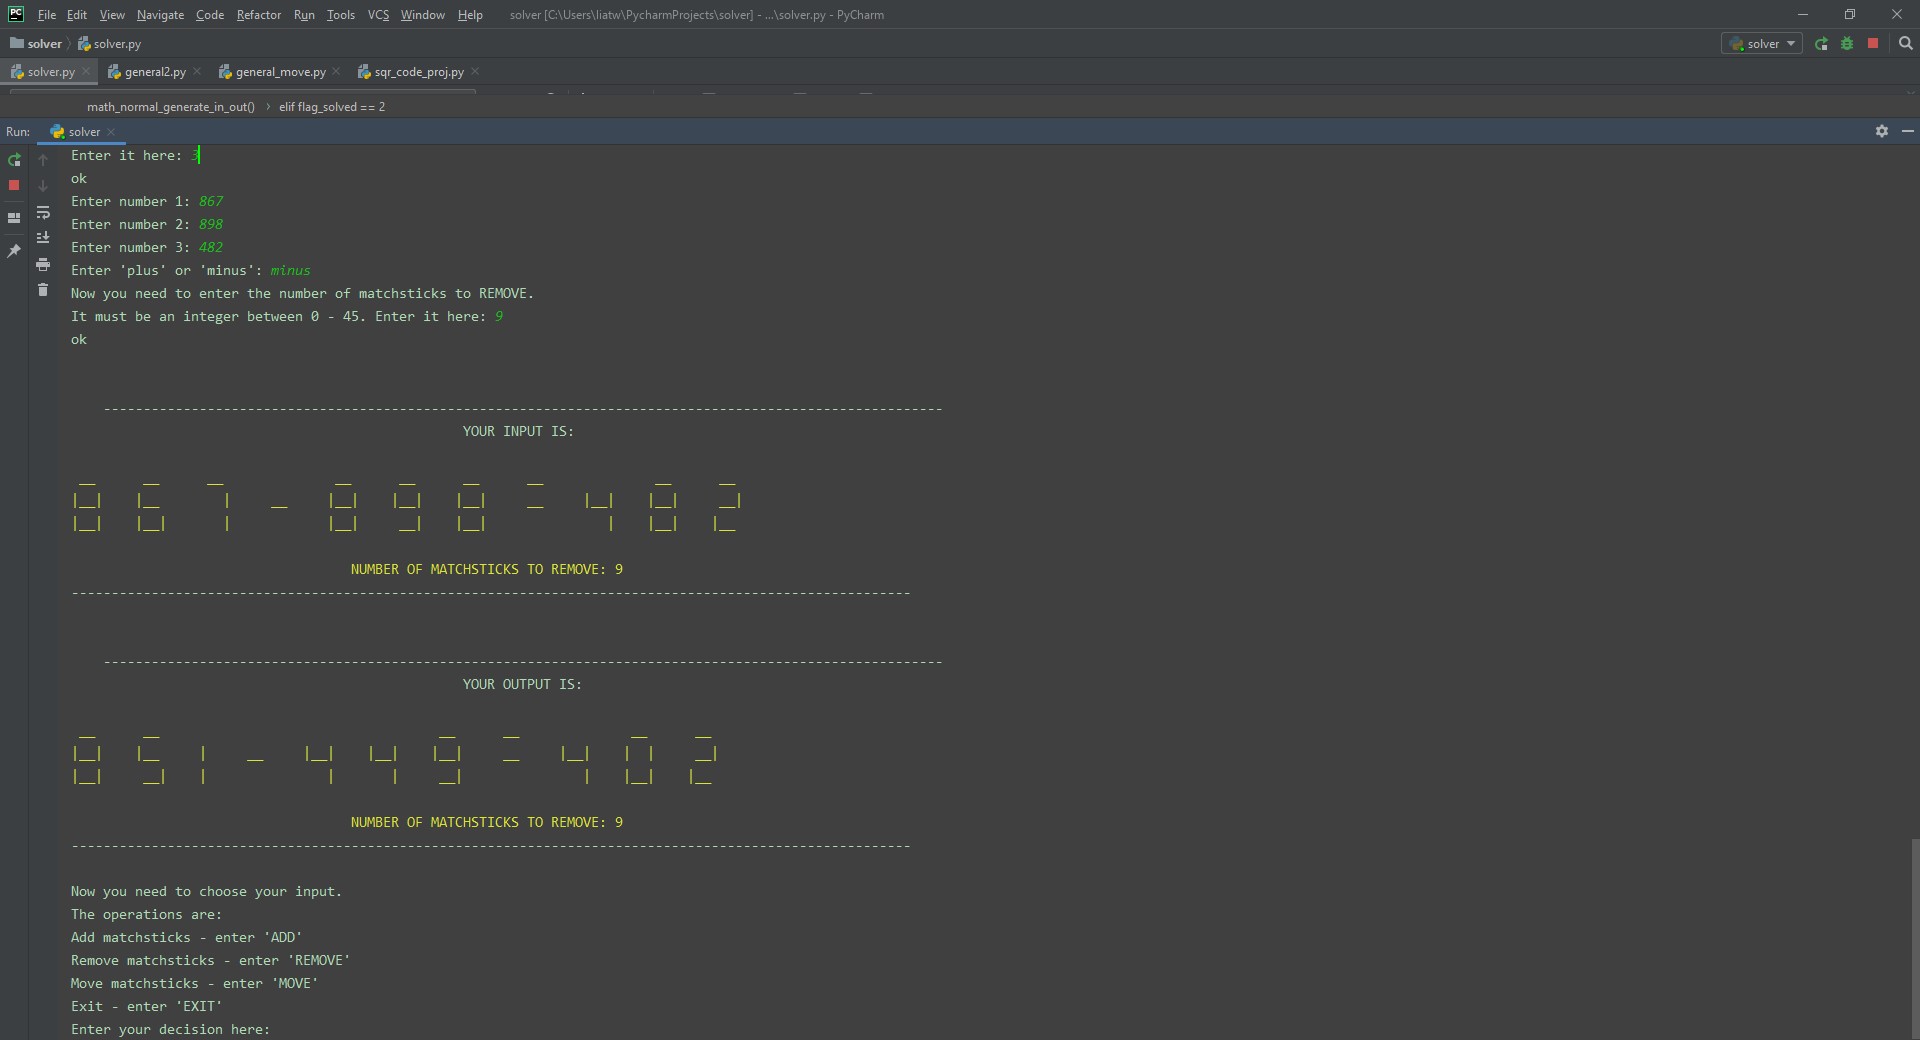 File Edit View Navigate Code Refactor Run Tools VCS Window Help solver [C:\Users\liatw\PycharmProjects\solver] - ...\solver.py - PyCharm
solver solver.py solver
solver.py general2.py general_move.py sqr_code_proj.py
math_normal_generate_in_out() › elif flag_solved == 2
Run: solver
Enter it here: 3
ok
Enter number 1: 867
Enter number 2: 898
Enter number 3: 482
Enter 'plus' or 'minus': minus
Now you need to enter the number of matchsticks to REMOVE.
It must be an integer between 0 - 45. Enter it here: 9
ok
YOUR INPUT IS:
867 - 898 = 482
NUMBER OF MATCHSTICKS TO REMOVE: 9
YOUR OUTPUT IS:
851 - 449 = 402
NUMBER OF MATCHSTICKS TO REMOVE: 9
Now you need to choose your input.
The operations are:
Add matchsticks - enter 'ADD'
Remove matchsticks - enter 'REMOVE'
Move matchsticks - enter 'MOVE'
Exit - enter 'EXIT'
Enter your decision here: